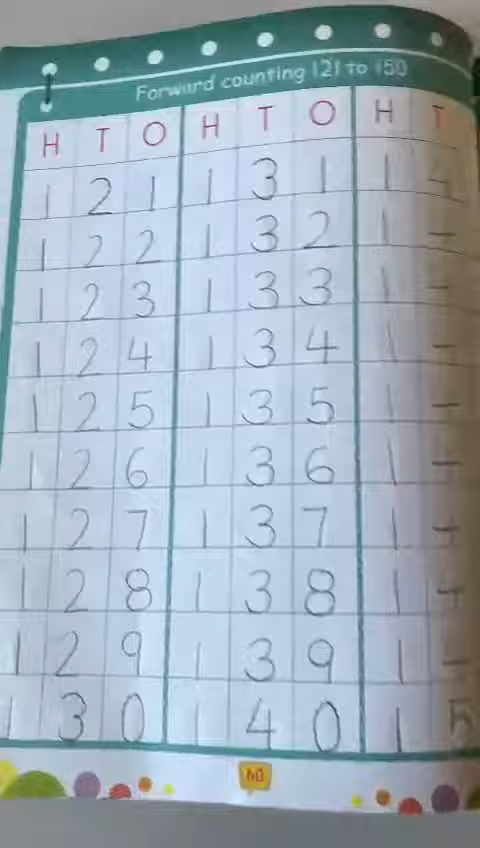 Forward counting 121 to 150
H T O H T O H T
1 2 1 1 3 1 1 4
1 2 2 1 3 2 1
1 2 3 1 3 3 1
1 2 4 1 3 4 1
1 2 5 1 3 5 1
1 2 6 1 3 6 1
1 2 7 1 3 7 1
1 2 8 1 3 8 1
1 2 9 1 3 9 1
1 3 0 1 4 0 1 5